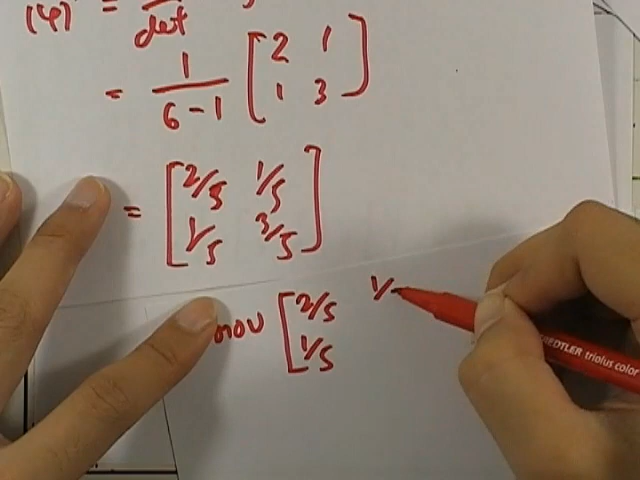 (4) = — det
= 1/(6-1) [2 1; 1 3]
= [2/5 1/5; 1/5 3/5]
nov [2/5 1/
1/5
STAEDTLER triplus color